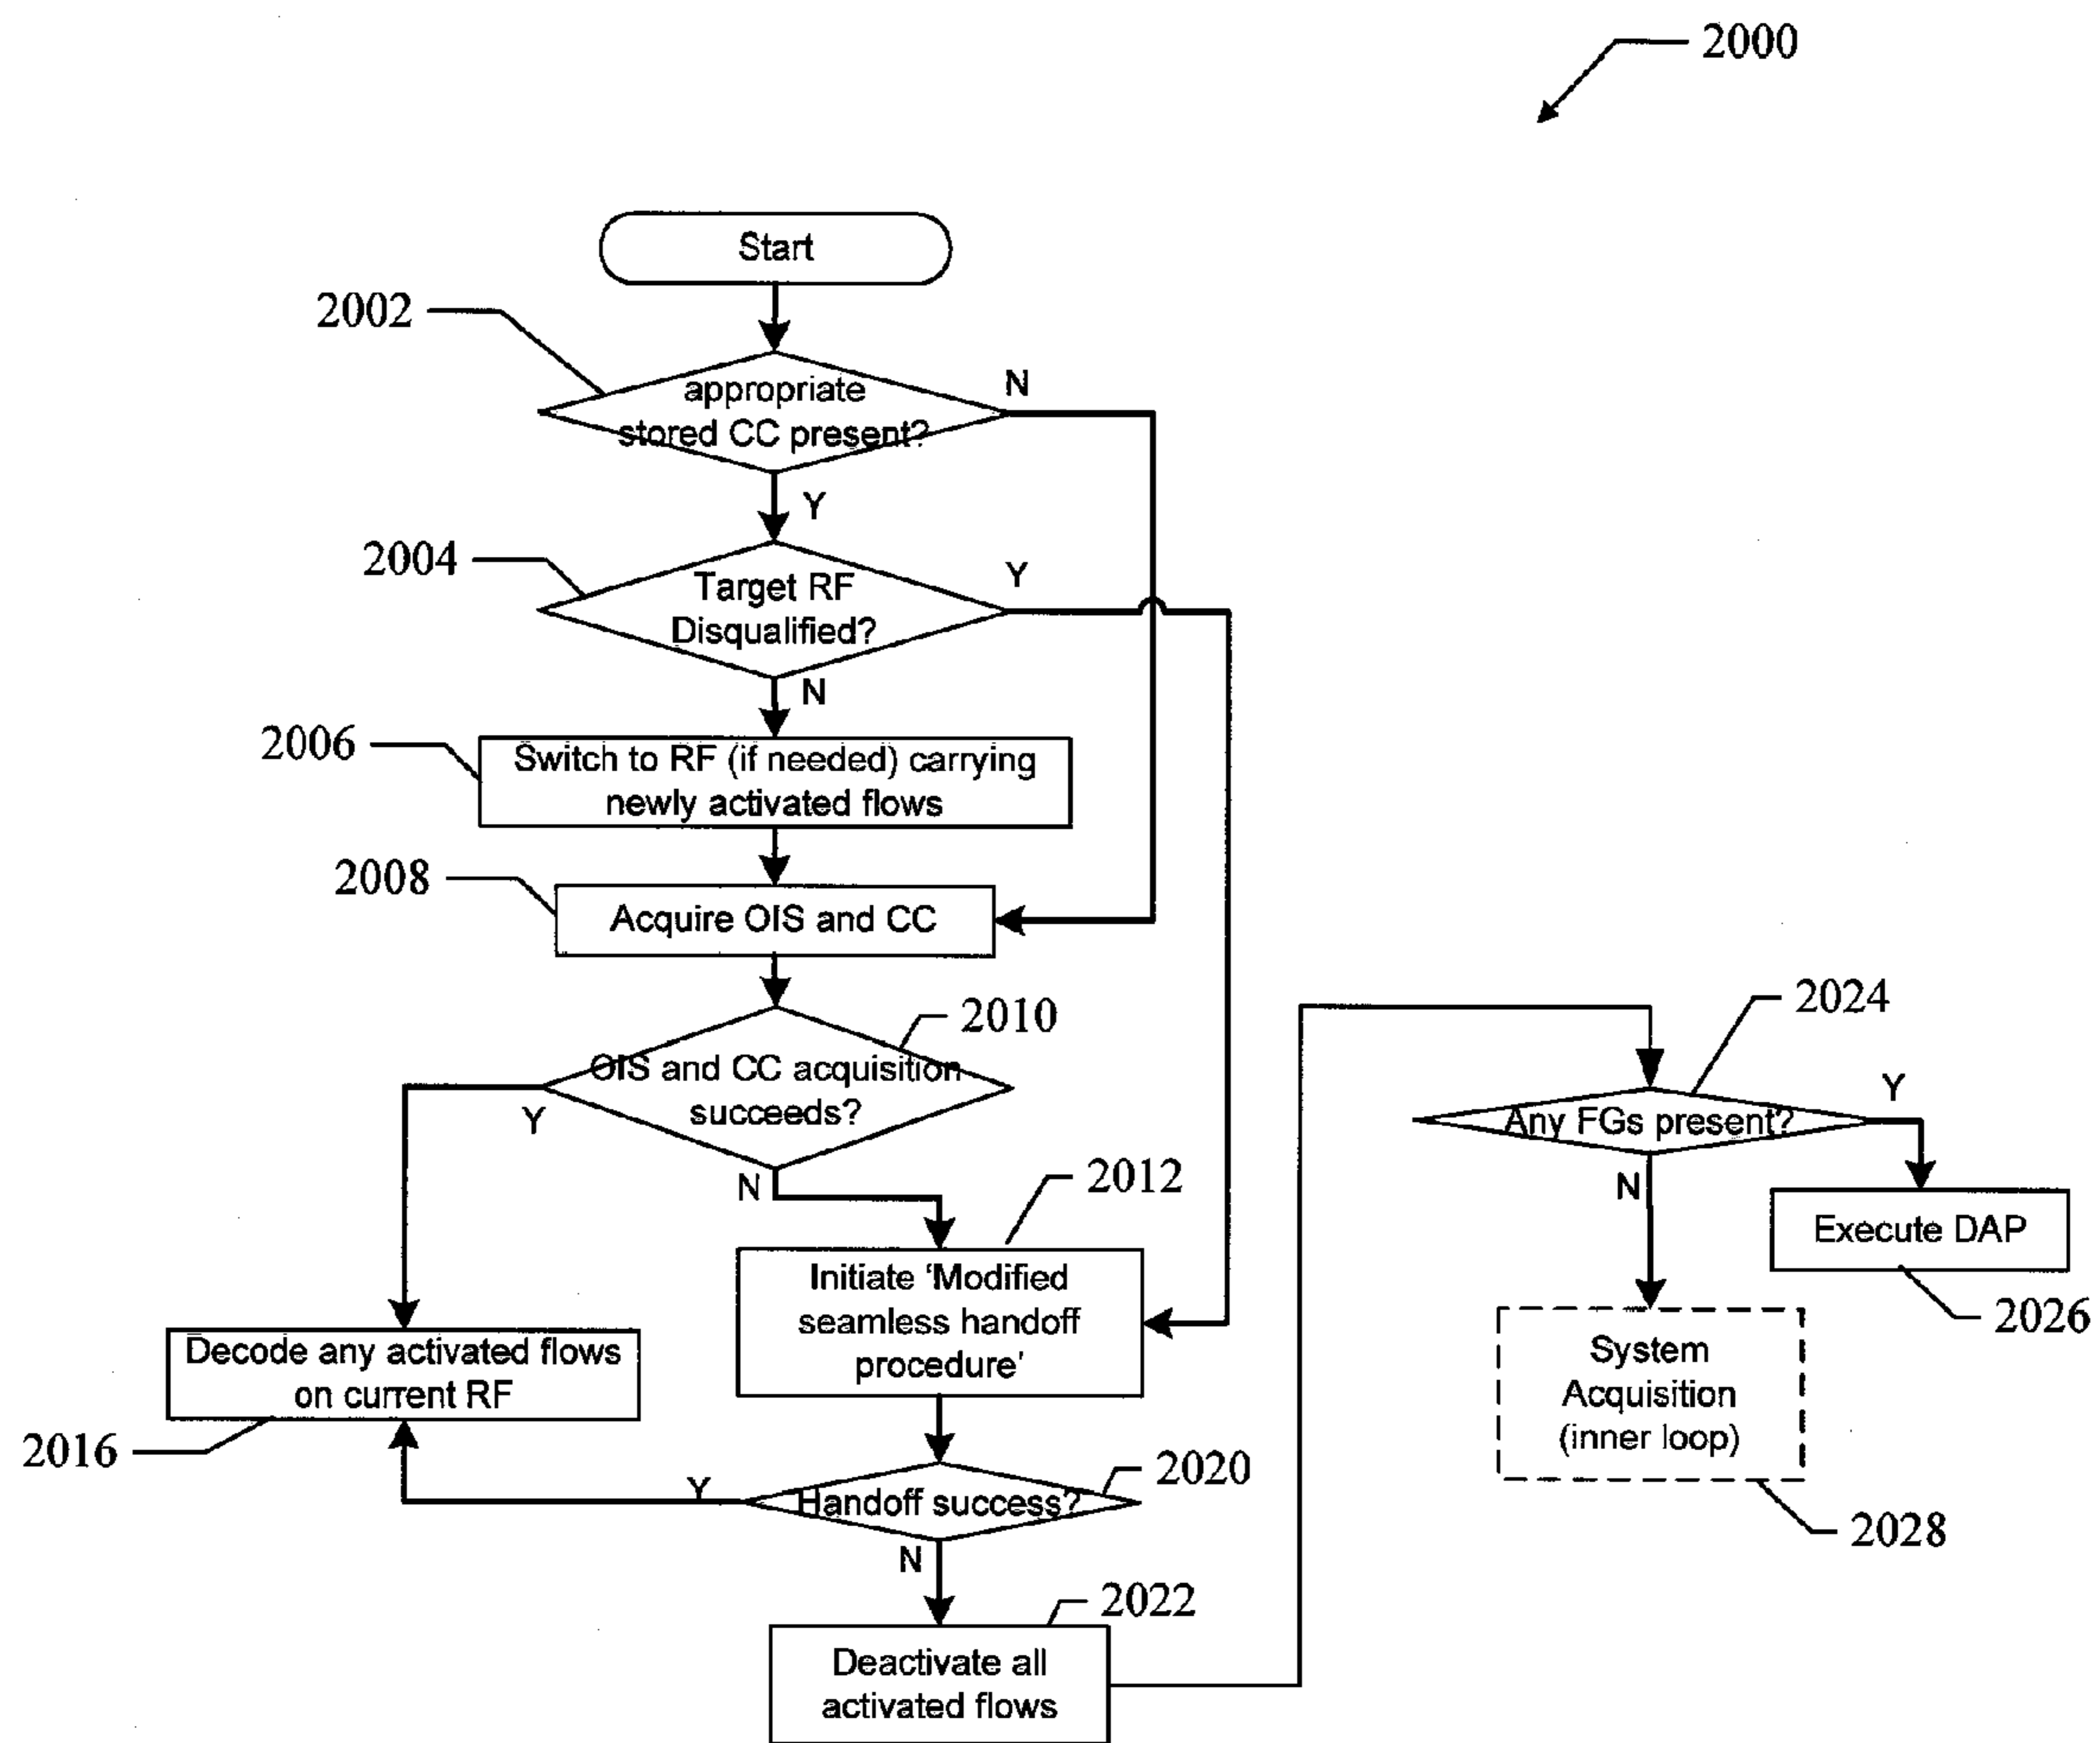 2000
Start
2002
appropriate
stored CC present?
N
Y
2004
Target RF
Disqualified?
Y
N
2006
Switch to RF (if needed) carrying
newly activated flows
2008
Acquire OIS and CC
2010
OIS and CC acquisition
succeeds?
Y
N
2012
Initiate ‘Modified
seamless handoff
procedure’
Decode any activated flows
on current RF
2016
2020
Handoff success?
Y
N
2022
Deactivate all
activated flows
2024
Any FGs present?
Y
N
Execute DAP
2026
System
Acquisition
(inner loop)
2028